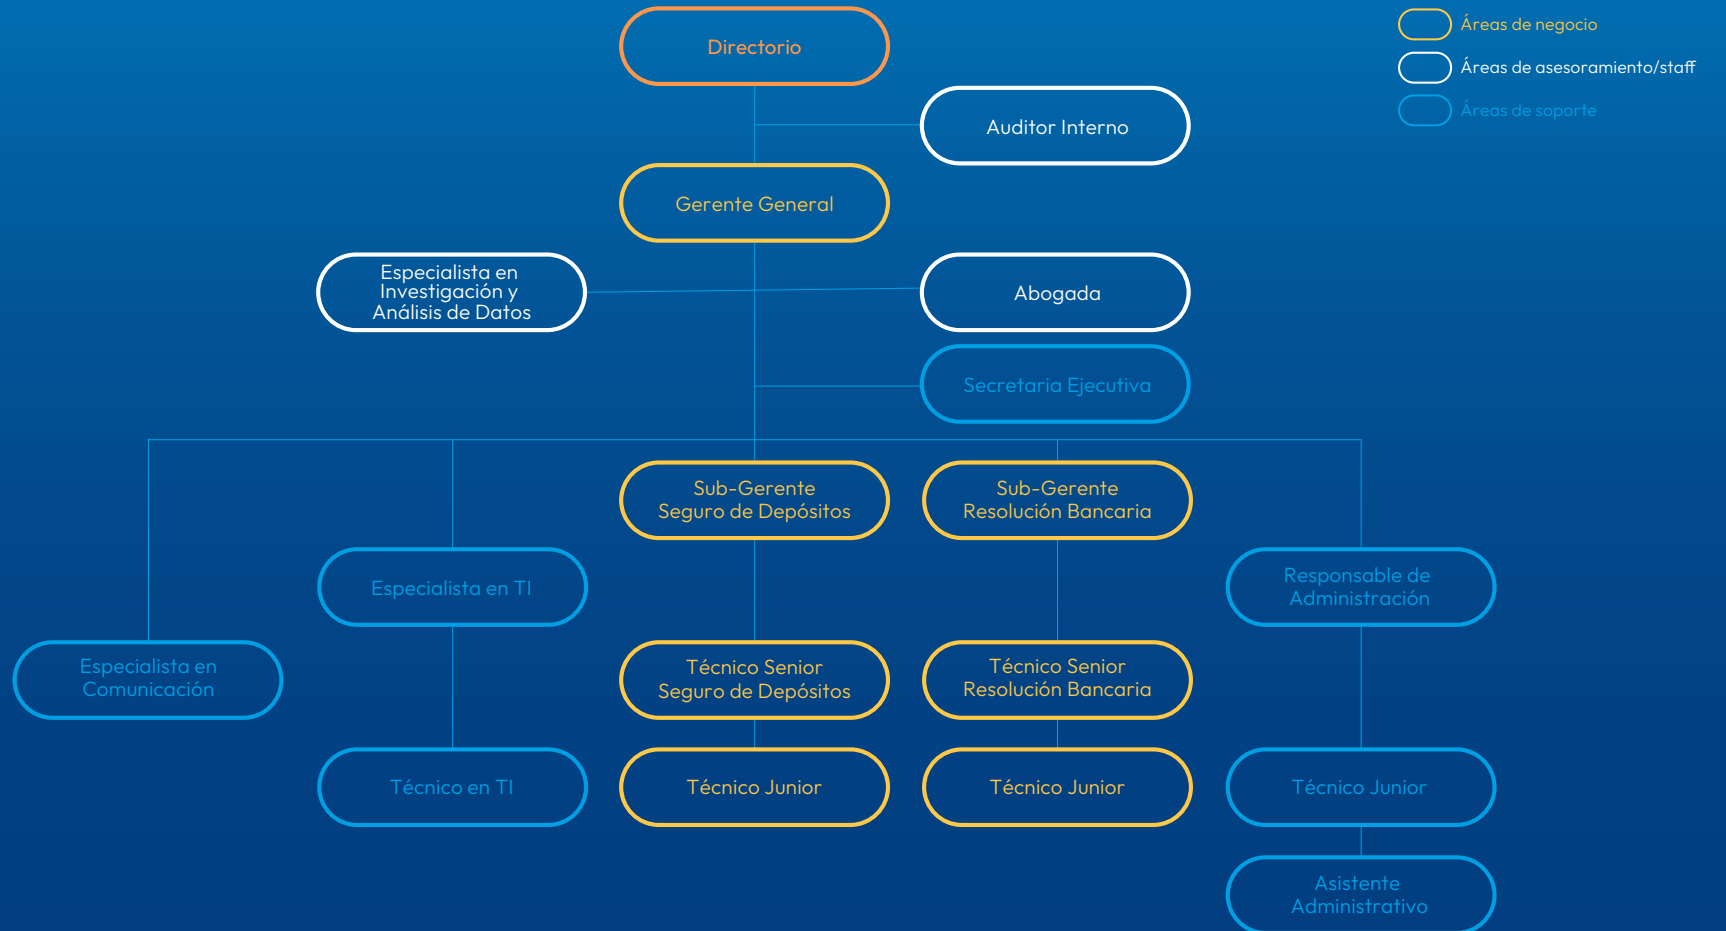 Directorio
Áreas de negocio
Áreas de asesoramiento/staff
Áreas de soporte
Auditor Interno
Gerente General
Especialista en
Investigación y
Análisis de Datos
Abogada
Secretaria Ejecutiva
Sub-Gerente
Seguro de Depósitos
Sub-Gerente
Resolución Bancaria
Especialista en TI
Responsable de
Administración
Especialista en
Comunicación
Técnico Senior
Seguro de Depósitos
Técnico Senior
Resolución Bancaria
Técnico en TI
Técnico Junior
Técnico Junior
Técnico Junior
Asistente
Administrativo